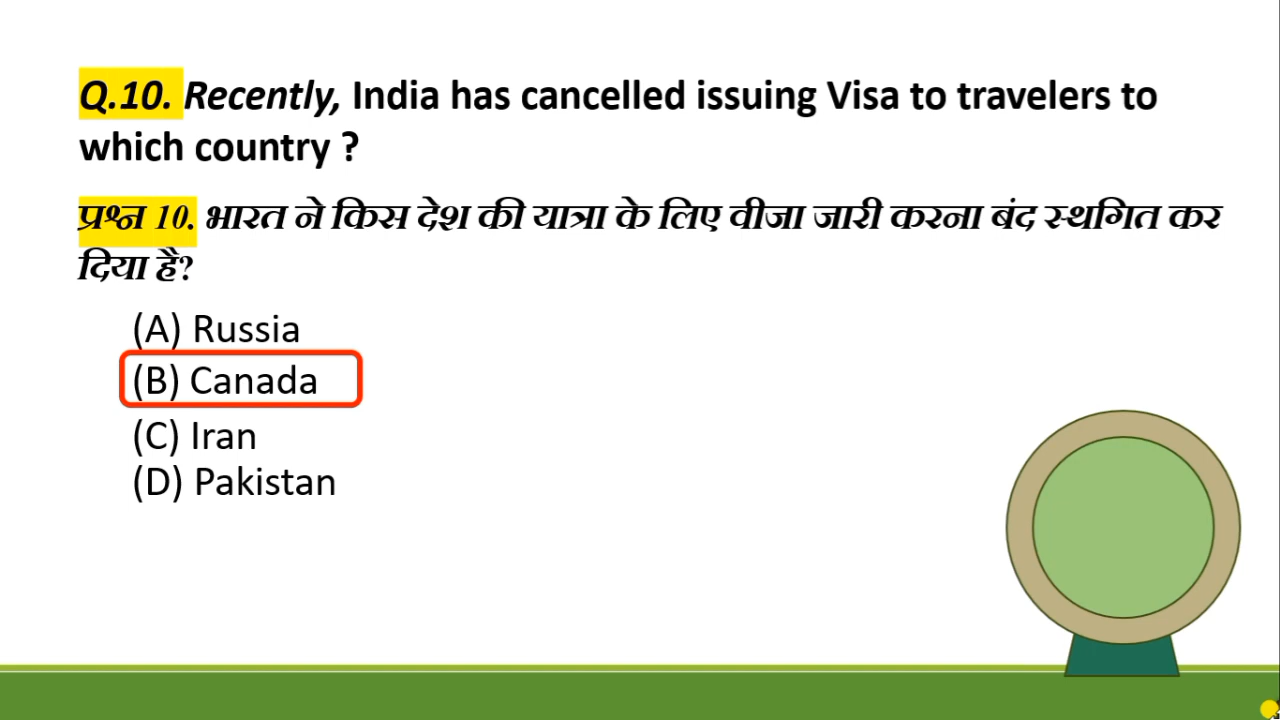 Q.10. Recently, India has cancelled issuing Visa to travelers to
which country ?
प्रश्न 10. भारत ने किस देश की यात्रा के लिए वीजा जारी करना बंद स्थगित कर
दिया है?
(A) Russia
(B) Canada
(C) Iran
(D) Pakistan